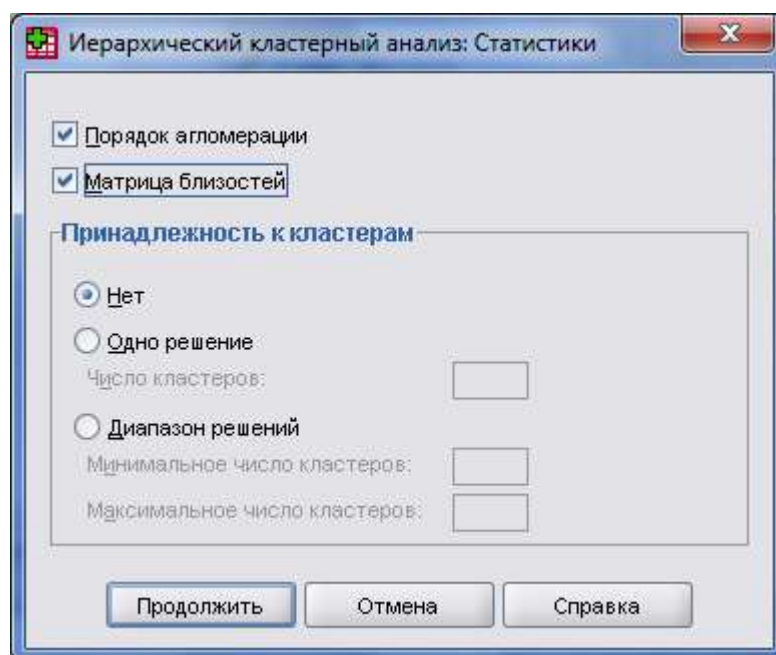 Иерархический кластерный анализ: Статистики
Порядок агломерации
Матрица близостей
Принадлежность к кластерам
Нет
Одно решение
Число кластеров:
Диапазон решений
Минимальное число кластеров:
Максимальное число кластеров:
Продолжить Отмена Справка